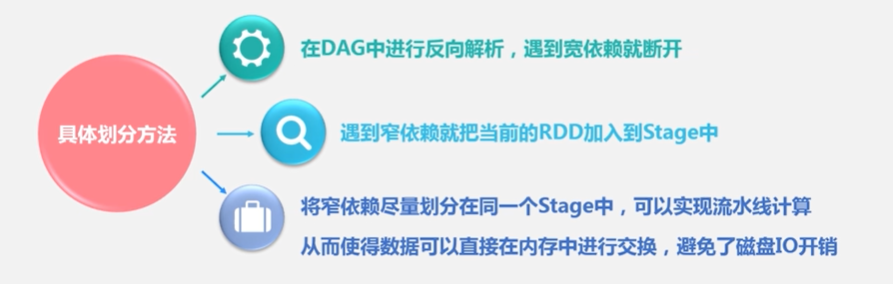 具体划分方法
在DAG中进行反向解析，遇到宽依赖就断开
遇到窄依赖就把当前的RDD加入到Stage中
将窄依赖尽量划分在同一个Stage中，可以实现流水线计算
从而使得数据可以直接在内存中进行交换，避免了磁盘IO开销